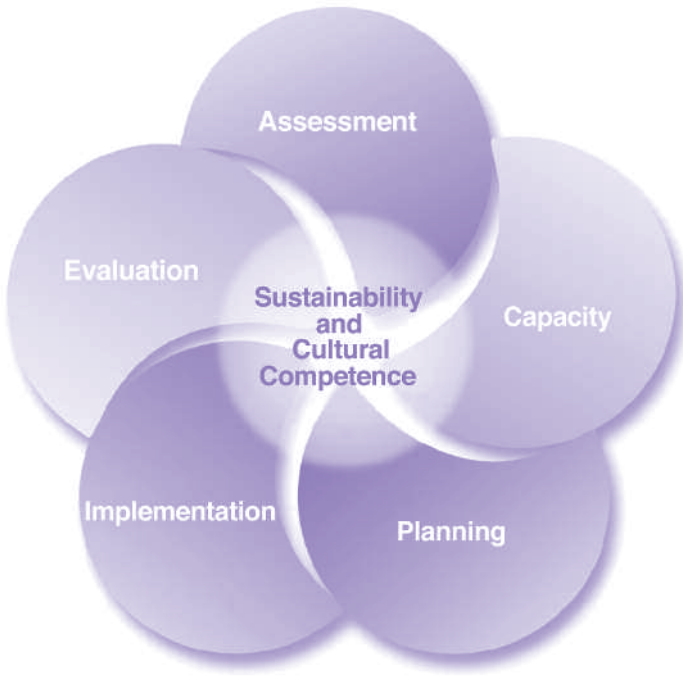 Assessment
Capacity
Planning
Implementation
Evaluation
Sustainability
and
Cultural
Competence